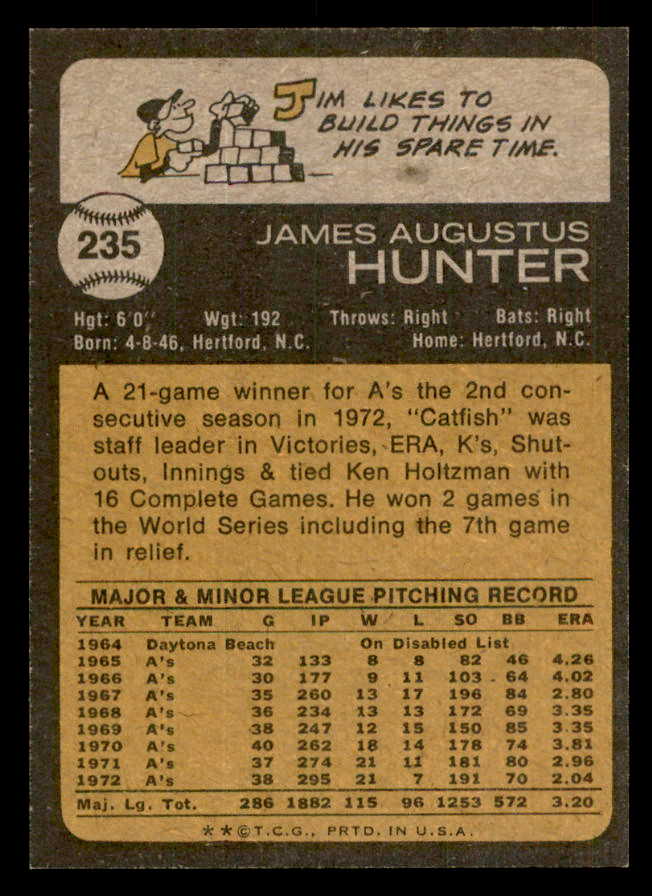 JIM LIKES TO
BUILD THINGS IN
HIS SPARE TIME.
235
JAMES AUGUSTUS
HUNTER
Hgt: 6'0" Wgt: 192 Throws: Right Bats: Right
Born: 4-8-46, Hertford, N.C. Home: Hertford, N.C.
A 21-game winner for A's the 2nd con-
secutive season in 1972, "Catfish" was
staff leader in Victories, ERA, K's, Shut-
outs, Innings & tied Ken Holtzman with
16 Complete Games. He won 2 games in
the World Series including the 7th game
in relief.
MAJOR & MINOR LEAGUE PITCHING RECORD
YEAR TEAM G IP W L SO BB ERA
1964 Daytona Beach On Disabled List
1965 A's 32 133 8 8 82 46 4.26
1966 A's 30 177 9 11 103 64 4.02
1967 A's 35 260 13 17 196 84 2.80
1968 A's 36 234 13 13 172 69 3.35
1969 A's 38 247 12 15 150 85 3.35
1970 A's 40 262 18 14 178 74 3.81
1971 A's 37 274 21 11 181 80 2.96
1972 A's 38 295 21 7 191 70 2.04
Maj. Lg. Tot. 286 1882 115 96 1253 572 3.20
**©T.C.G., PRTD. IN U.S.A.